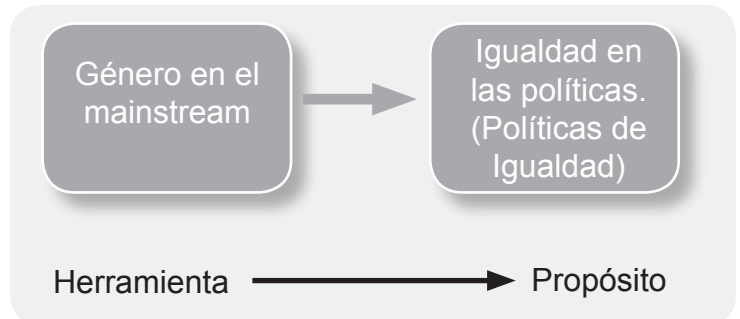 Género en el
mainstream
Igualdad en
las políticas.
(Políticas de
Igualdad)
Herramienta
Propósito